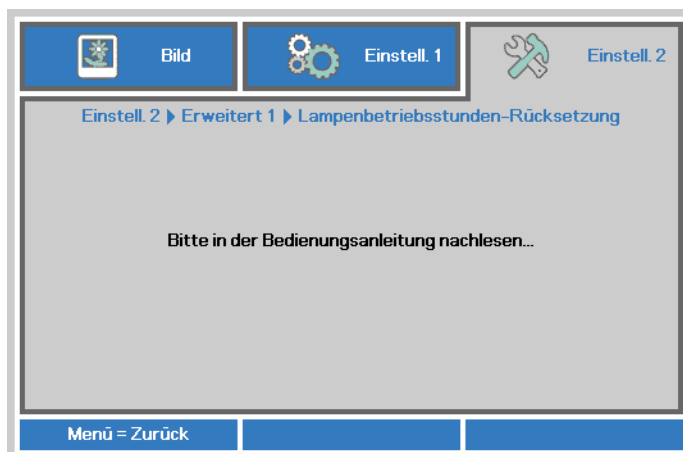 Bild
Einstell. 1
Einstell. 2
Einstell. 2 ▶ Erweitert 1 ▶ Lampenbetriebsstunden-Rücksetzung
Bitte in der Bedienungsanleitung nachlesen...
Menü = Zurück